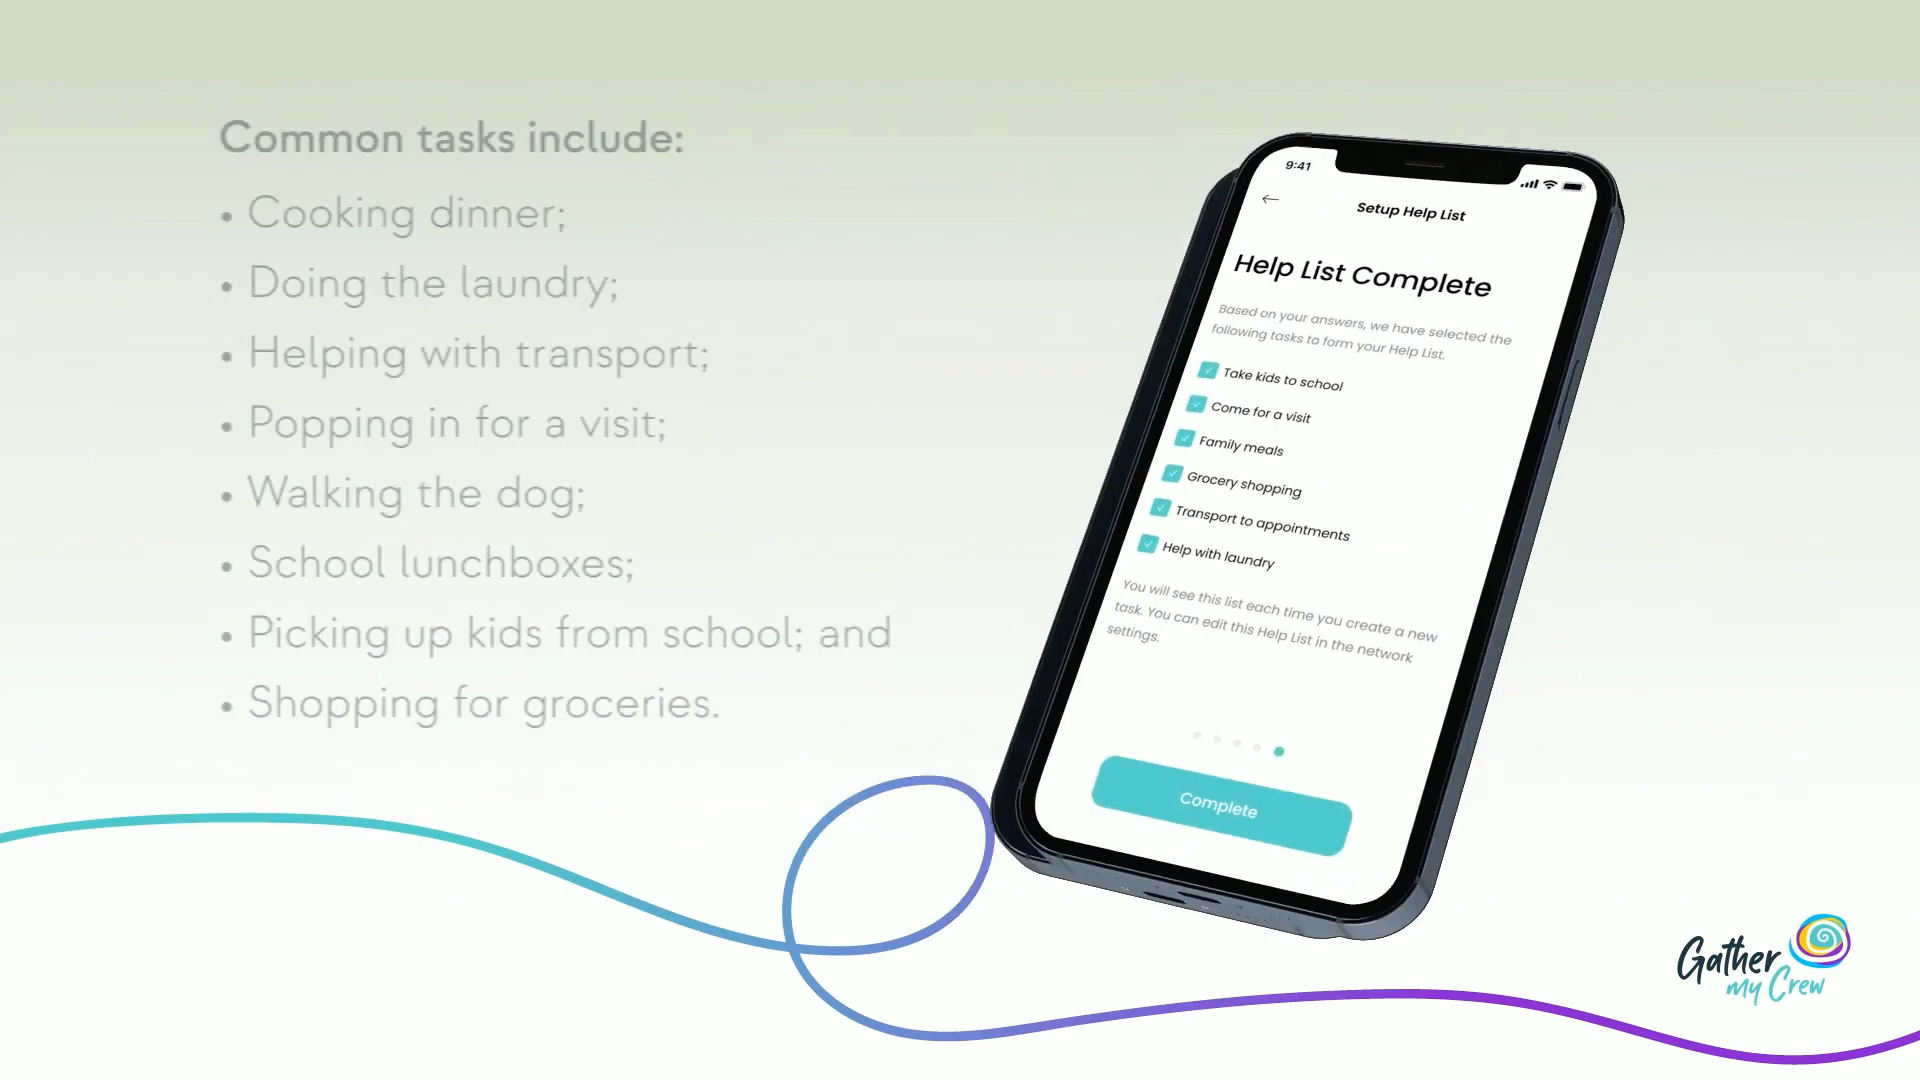 Common tasks include:
• Cooking dinner;
• Doing the laundry;
• Helping with transport;
• Popping in for a visit;
• Walking the dog;
• School lunchboxes;
• Picking up kids from school; and
• Shopping for groceries.
9:41
Setup Help List
Help List Complete
Based on your answers, we have selected the
following tasks to form your Help List.
Take kids to school
Come for a visit
Family meals
Grocery shopping
Transport to appointments
Help with laundry
You will see this list each time you create a new
task. You can edit this Help List in the network
settings.
Complete
Gather
my Crew